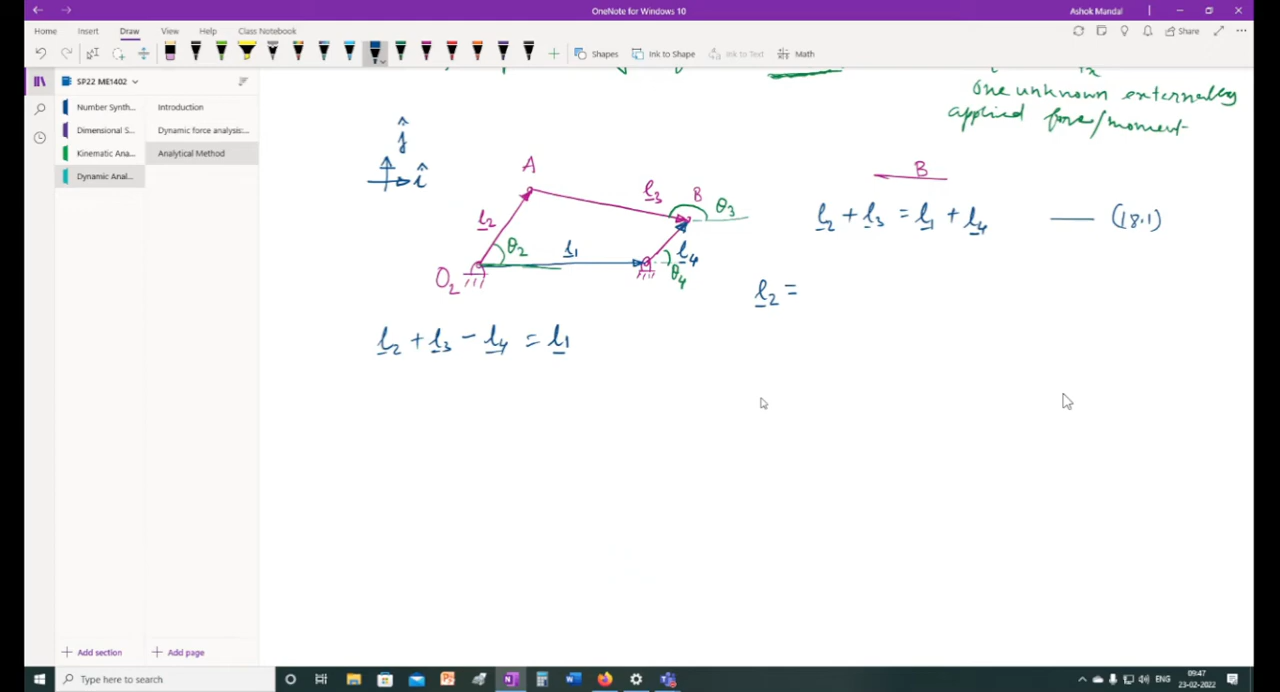 OneNote for Windows 10
Ashok Mandal
Home Insert Draw View Help Class Notebook
Share
Shapes Ink to Shape Ink to Text Math
SP22 ME1402
Number Synth...
Dimensional S...
Kinematic Ana...
Dynamic Anal...
Introduction
Dynamic force analysis:...
Analytical Method
one unknown externally
applied force/moment
ĵ
î
A
l3 B θ3
l2 θ2 l1 l4
O2 θ4
B
l2 + l3 = l1 + l4 —— (18.1)
l2 =
l2 + l3 - l4 = l1
Add section Add page
Type here to search
ENG
09:47
23-02-2022